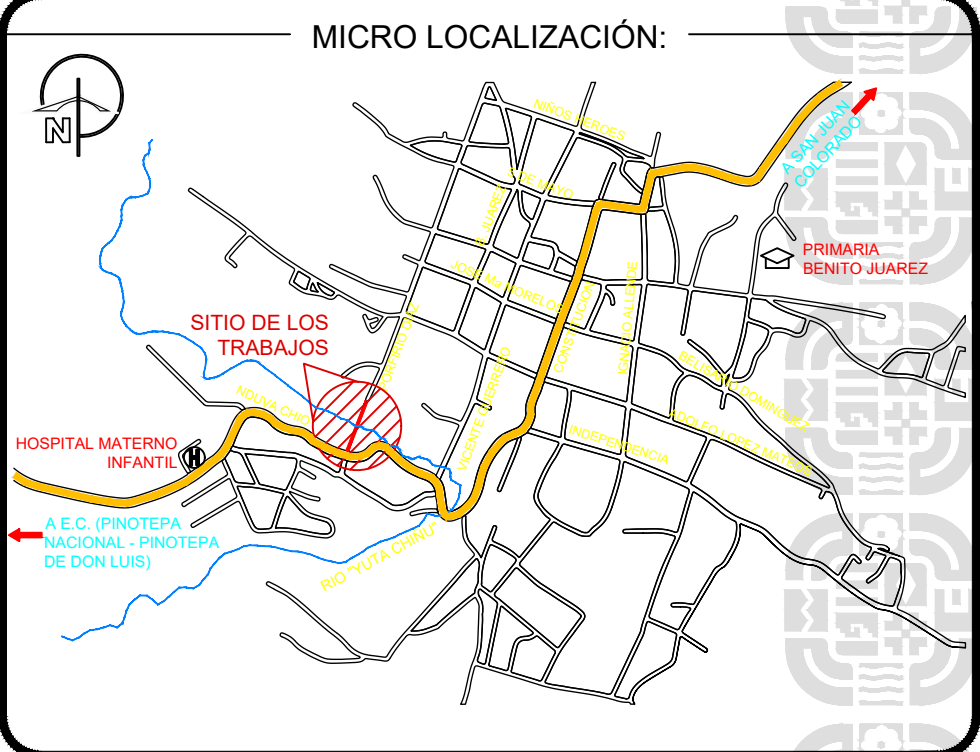 MICRO LOCALIZACIÓN:
N
NIÑOS HEROES
A SAN JUAN
COLORADO
5 DE MAYO
B. JUAREZ
PRIMARIA
BENITO JUAREZ
JOSE Ma MORELOS
CONSTITUCION
IGNACIO ALLENDE
SITIO DE LOS
TRABAJOS
PORFIRIO DIAZ
VICENTE GUERRERO
BELISARIO DOMINGUEZ
NDUVA CHIO
ADOLFO LOPEZ MATEOS
INDEPENDENCIA
HOSPITAL MATERNO
INFANTIL
H
A E.C. (PINOTEPA
NACIONAL - PINOTEPA
DE DON LUIS)
RIO "YUTA CHINU"